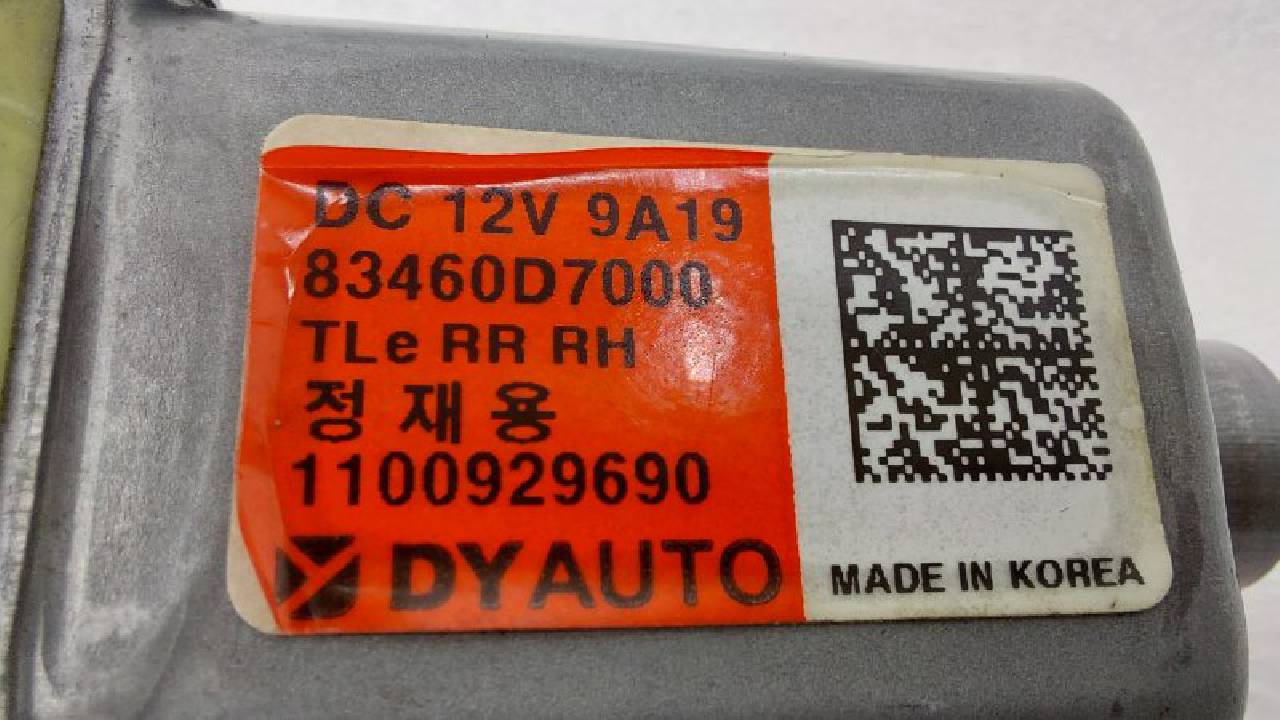 DC 12V 9A19
83460D7000
TLe RR RH
정 재 용
1100929690
DYAUTO
MADE IN KOREA